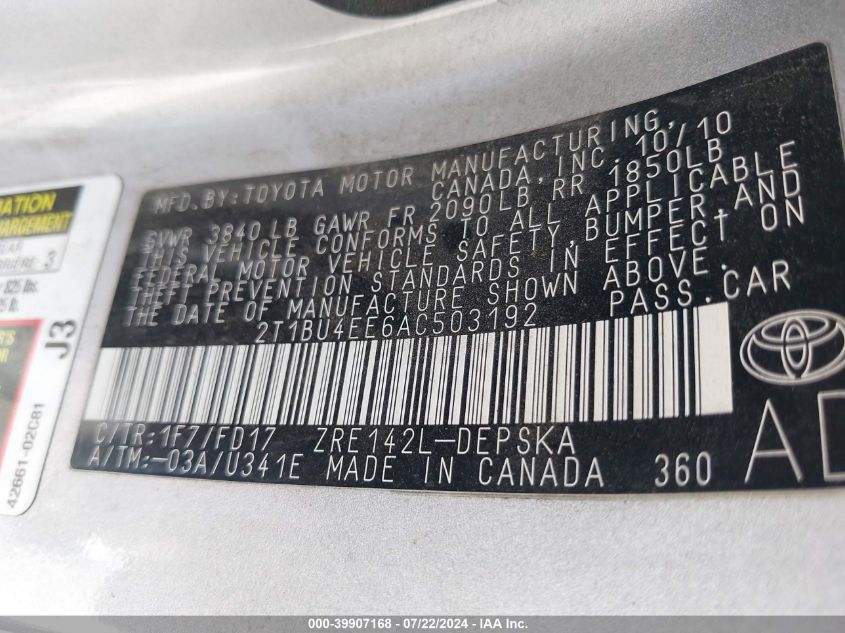 MFD. BY: TOYOTA MOTOR MANUFACTURING,
CANADA, INC. 10/10
GVWR 3840 LB GAWR FR 2090LB RR 1850LB
THIS VEHICLE CONFORMS TO ALL APPLICABLE
FEDERAL MOTOR VEHICLE SAFETY, BUMPER, AND
THEFT PREVENTION STANDARDS IN EFFECT ON
THE DATE OF MANUFACTURE SHOWN ABOVE.
2T1BU4EE6AC503192 PASS.CAR
C/TR:1F7/FD17 ZRE142L-DEPSKA
A/TM:-03A/U341E MADE IN CANADA 360
J3
42661-02C81
000-39907168 - 07/22/2024 - IAA Inc.